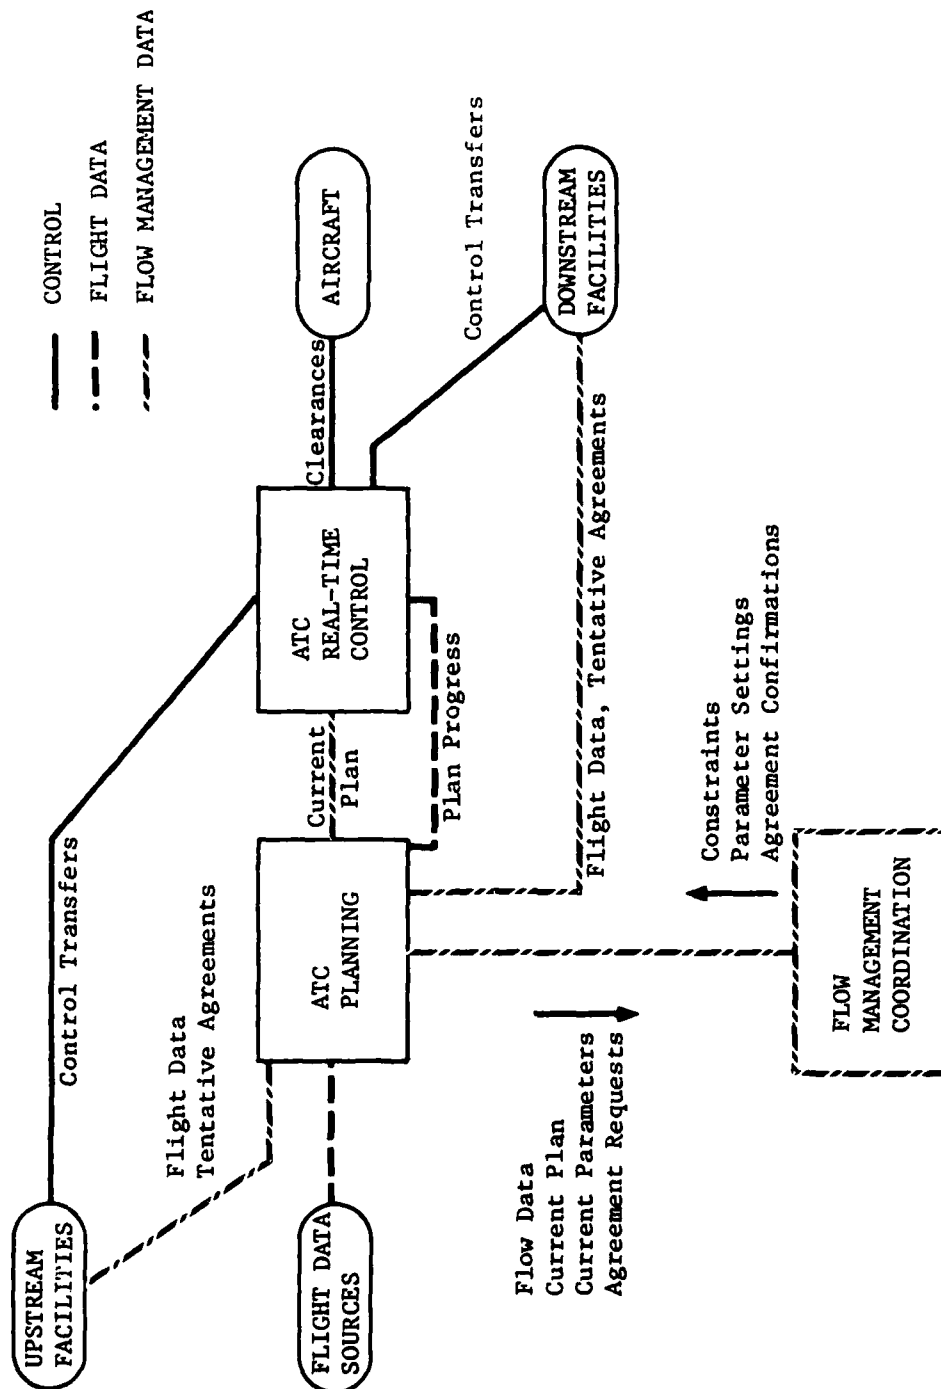 CONTROL
FLIGHT DATA
FLOW MANAGEMENT DATA
UPSTREAM
FACILITIES
Control Transfers
Flight Data
Tentative Agreements
FLIGHT DATA
SOURCES
ATC
PLANNING
Current
Plan
ATC
REAL-TIME
CONTROL
Clearances
AIRCRAFT
Plan Progress
Control Transfers
DOWNSTREAM
FACILITIES
Flight Data, Tentative Agreements
Flow Data
Current Plan
Current Parameters
Agreement Requests
Constraints
Parameter Settings
Agreement Confirmations
FLOW
MANAGEMENT
COORDINATION